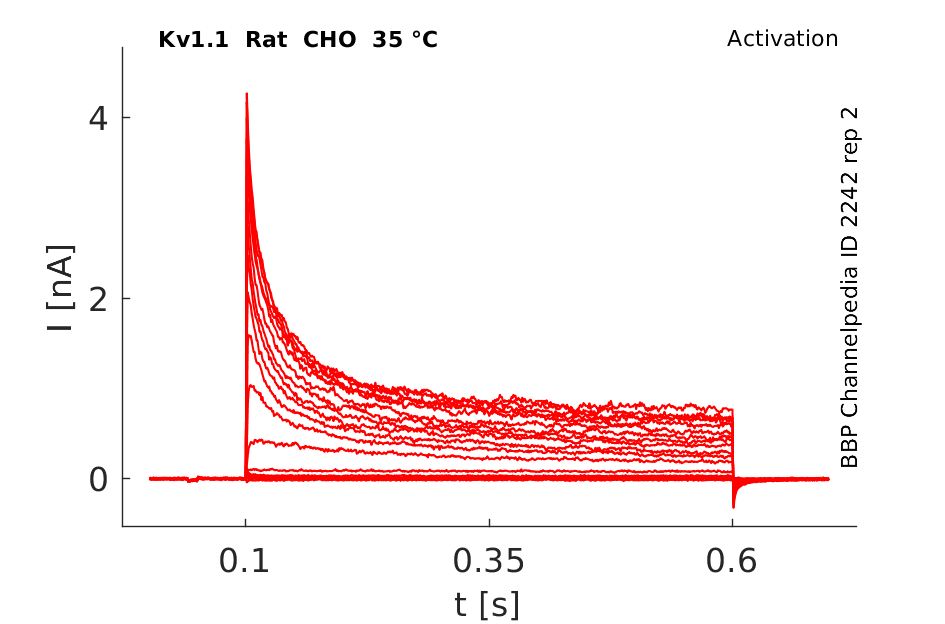 Kv1.1 Rat CHO 35 °C
Activation
4
2
0
I [nA]
0.1
0.35
0.6
t [s]
BBP Channelpedia ID 2242 rep 2